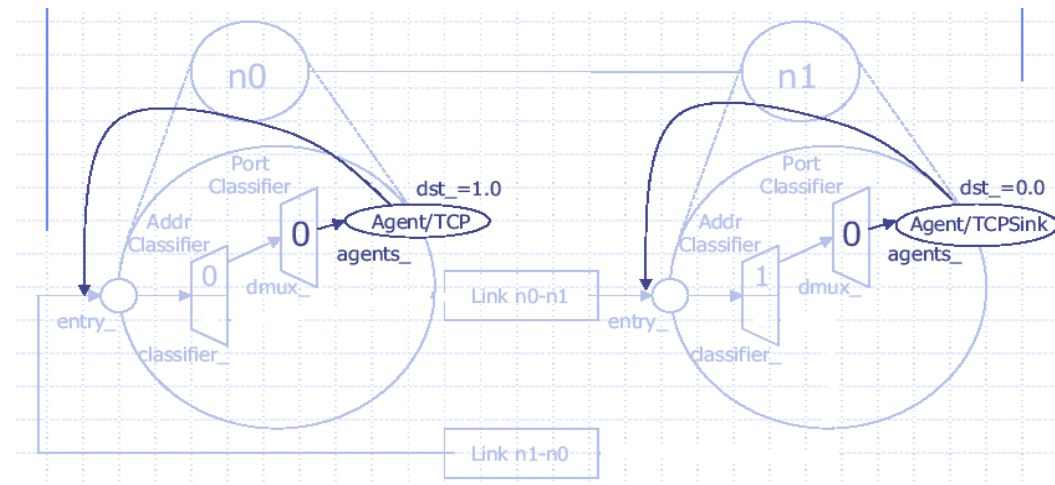 n0
n1
Port
Classifier
dst_=1.0
Addr
Classifier
0
0
Agent/TCP
agents_
dmux_
entry_
classifier_
Link n0-n1
Port
Classifier
dst_=0.0
Addr
Classifier
1
0
Agent/TCPSink
agents_
dmux_
entry_
classifier_
Link n1-n0